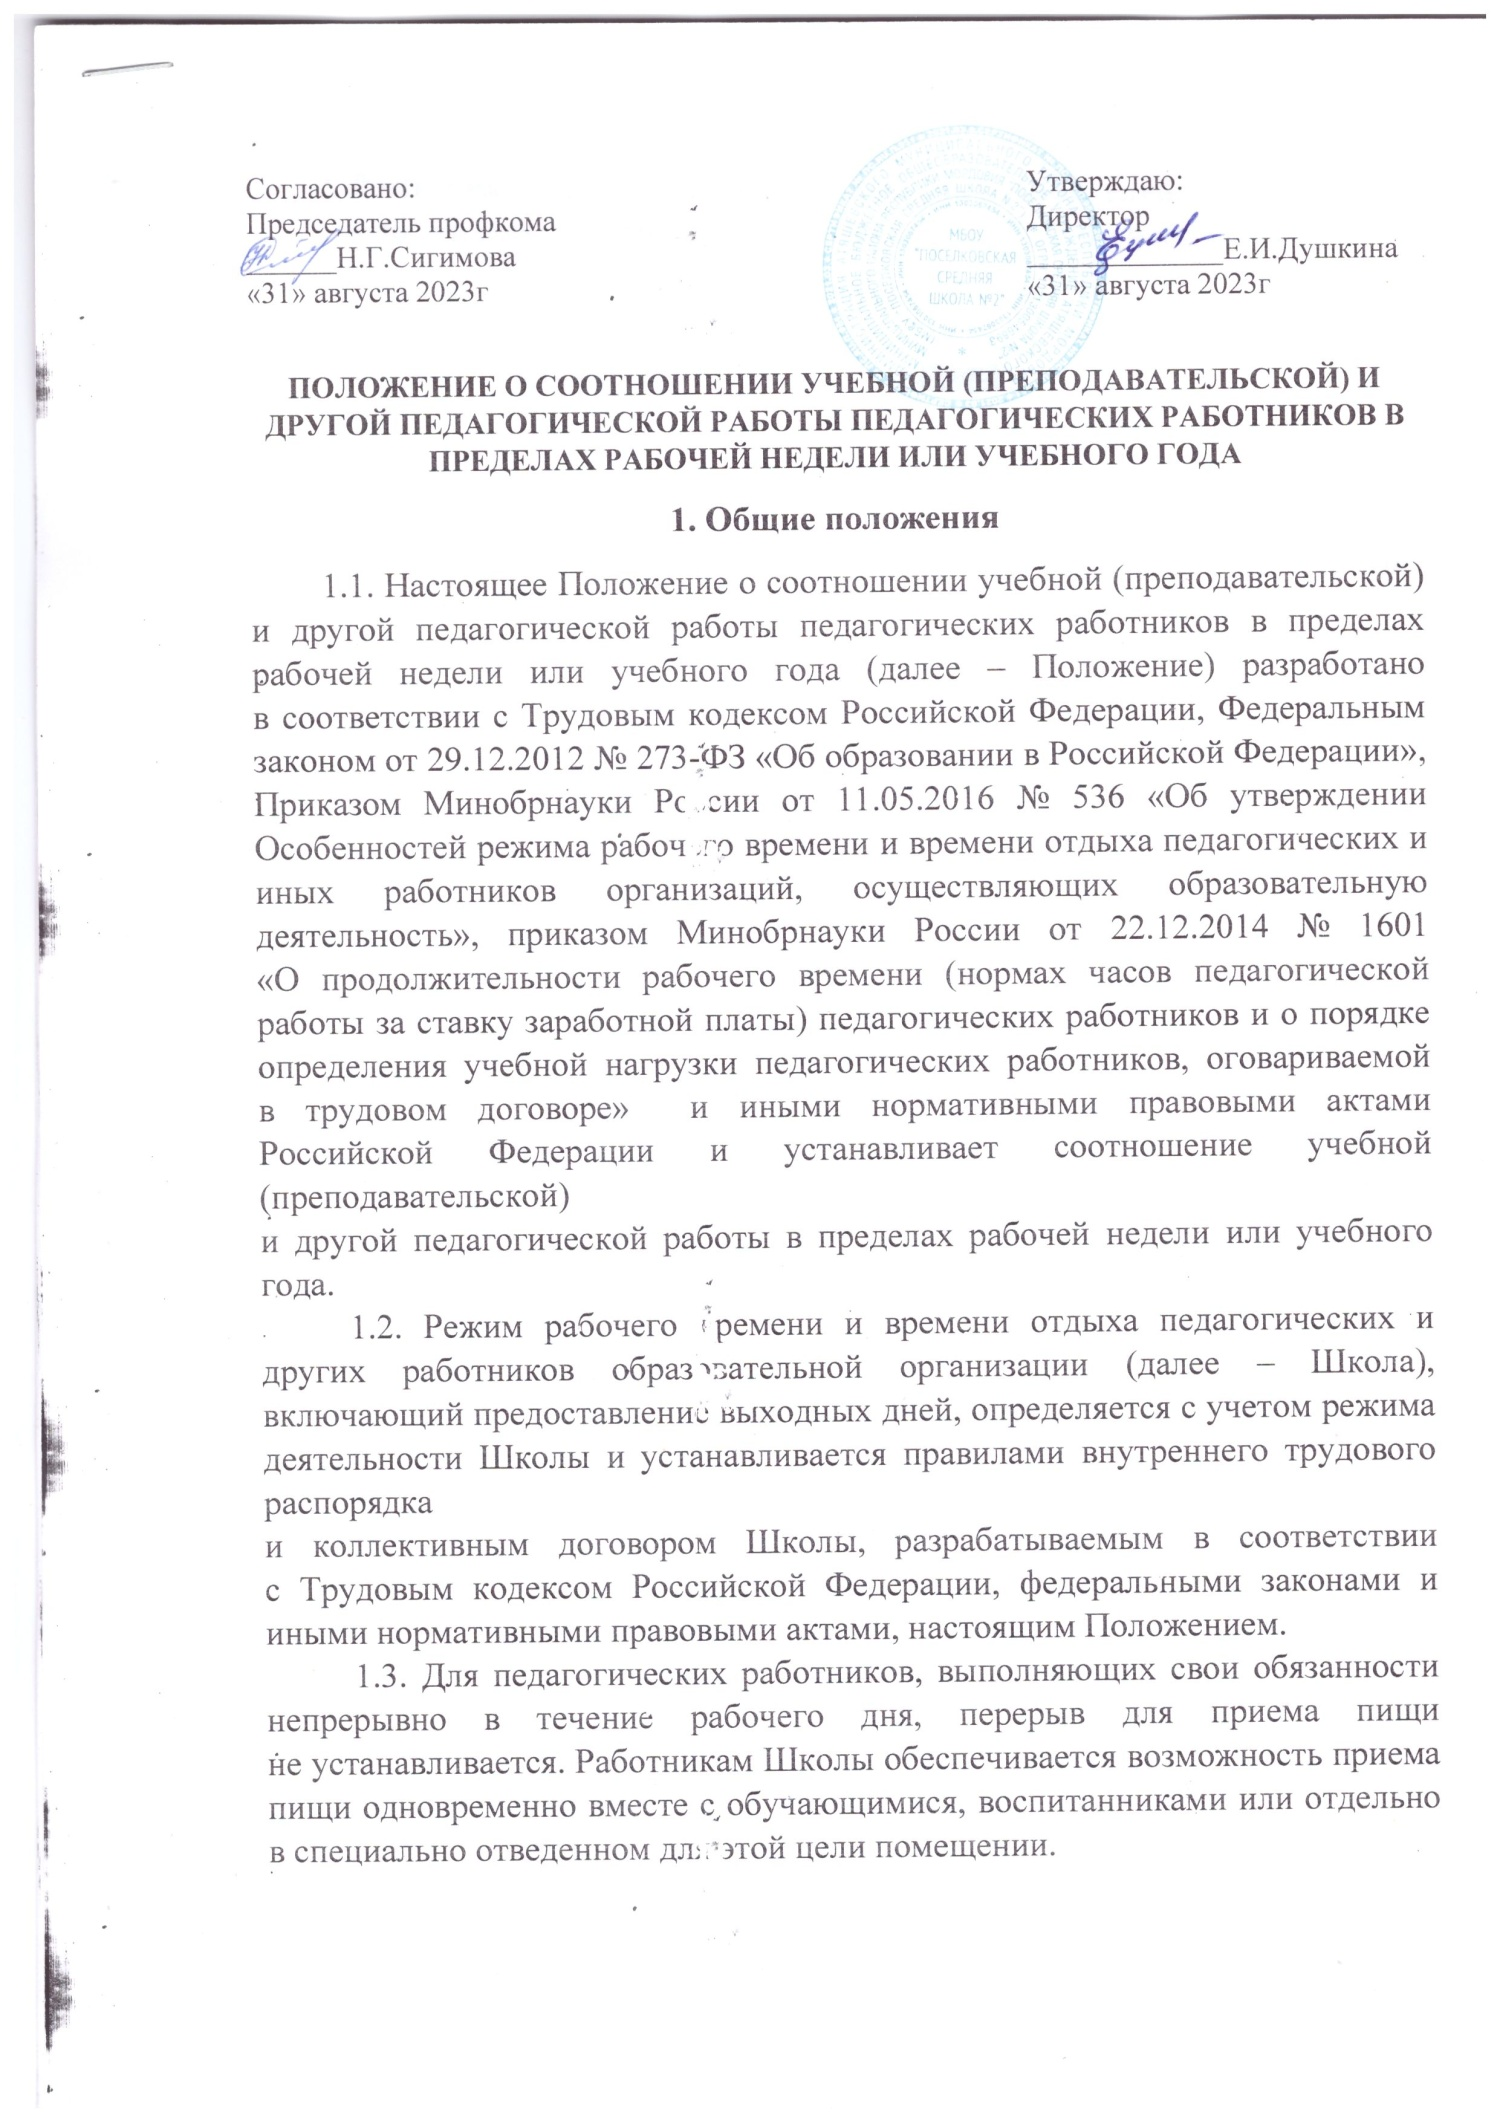 Согласовано:
Председатель профкома
______Н.Г.Сигимова
«31» августа 2023г
Утверждаю:
Директор
_____________Е.И.Душкина
«31» августа 2023г
МБОУ
"ПОСЕЛКОВСКАЯ
СРЕДНЯЯ
ШКОЛА №2"
ПОЛОЖЕНИЕ О СООТНОШЕНИИ УЧЕБНОЙ (ПРЕПОДАВАТЕЛЬСКОЙ) И
ДРУГОЙ ПЕДАГОГИЧЕСКОЙ РАБОТЫ ПЕДАГОГИЧЕСКИХ РАБОТНИКОВ В
ПРЕДЕЛАХ РАБОЧЕЙ НЕДЕЛИ ИЛИ УЧЕБНОГО ГОДА
1. Общие положения
1.1. Настоящее Положение о соотношении учебной (преподавательской)
и другой педагогической работы педагогических работников в пределах
рабочей недели или учебного года (далее – Положение) разработано
в соответствии с Трудовым кодексом Российской Федерации, Федеральным
законом от 29.12.2012 № 273-ФЗ «Об образовании в Российской Федерации»,
Приказом Минобрнауки России от 11.05.2016 № 536 «Об утверждении
Особенностей режима рабочего времени и времени отдыха педагогических и
иных работников организаций, осуществляющих образовательную
деятельность», приказом Минобрнауки России от 22.12.2014 № 1601
«О продолжительности рабочего времени (нормах часов педагогической
работы за ставку заработной платы) педагогических работников и о порядке
определения учебной нагрузки педагогических работников, оговариваемой
в трудовом договоре» и иными нормативными правовыми актами
Российской Федерации и устанавливает соотношение учебной
(преподавательской)
и другой педагогической работы в пределах рабочей недели или учебного
года.
1.2. Режим рабочего времени и времени отдыха педагогических и
других работников образовательной организации (далее – Школа),
включающий предоставление выходных дней, определяется с учетом режима
деятельности Школы и устанавливается правилами внутреннего трудового
распорядка
и коллективным договором Школы, разрабатываемым в соответствии
с Трудовым кодексом Российской Федерации, федеральными законами и
иными нормативными правовыми актами, настоящим Положением.
1.3. Для педагогических работников, выполняющих свои обязанности
непрерывно в течение рабочего дня, перерыв для приема пищи
не устанавливается. Работникам Школы обеспечивается возможность приема
пищи одновременно вместе с обучающимися, воспитанниками или отдельно
в специально отведенном для этой цели помещении.